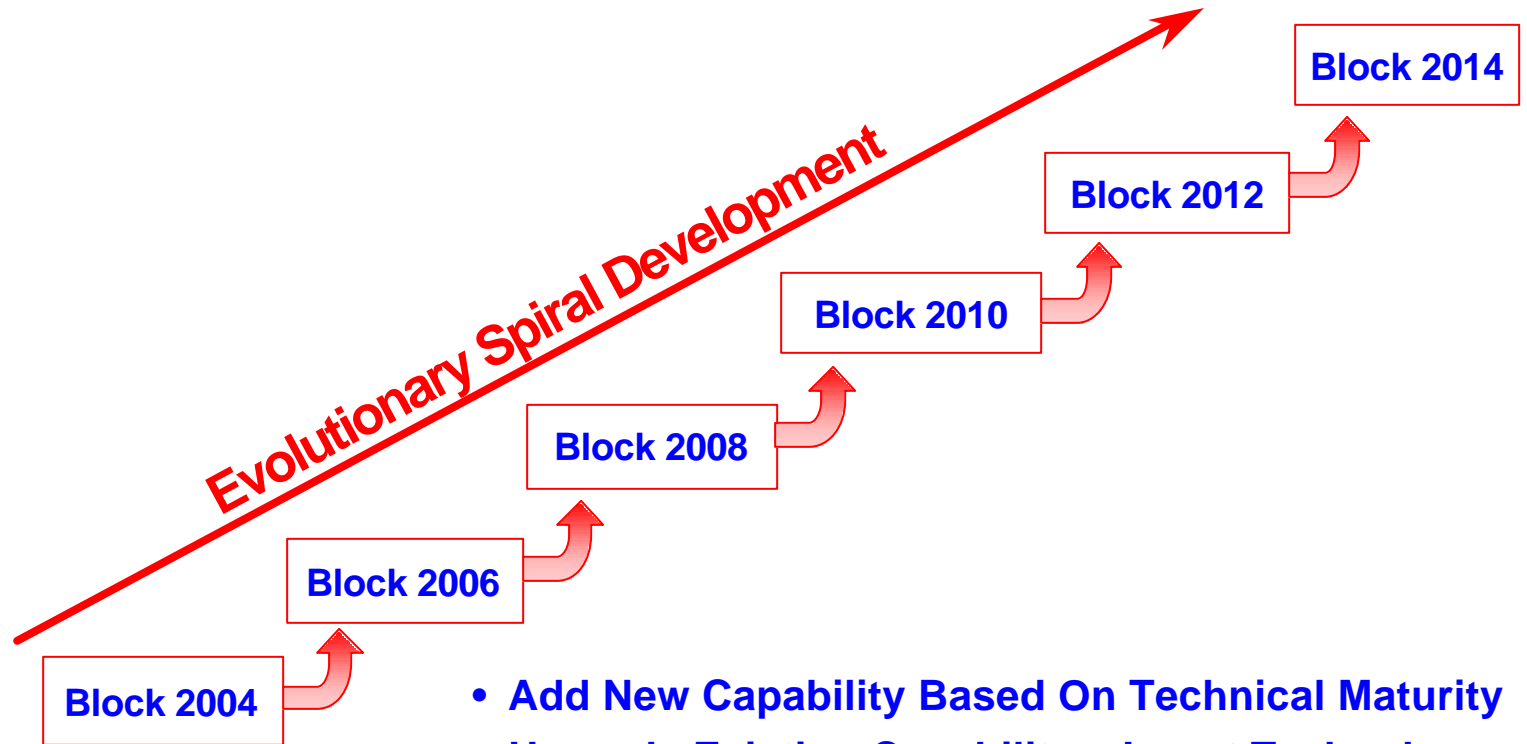 Block 2014
Block 2012
Evolutionary Spiral Development
Block 2010
Block 2008
Block 2006
Block 2004
• Add New Capability Based On Technical Maturity